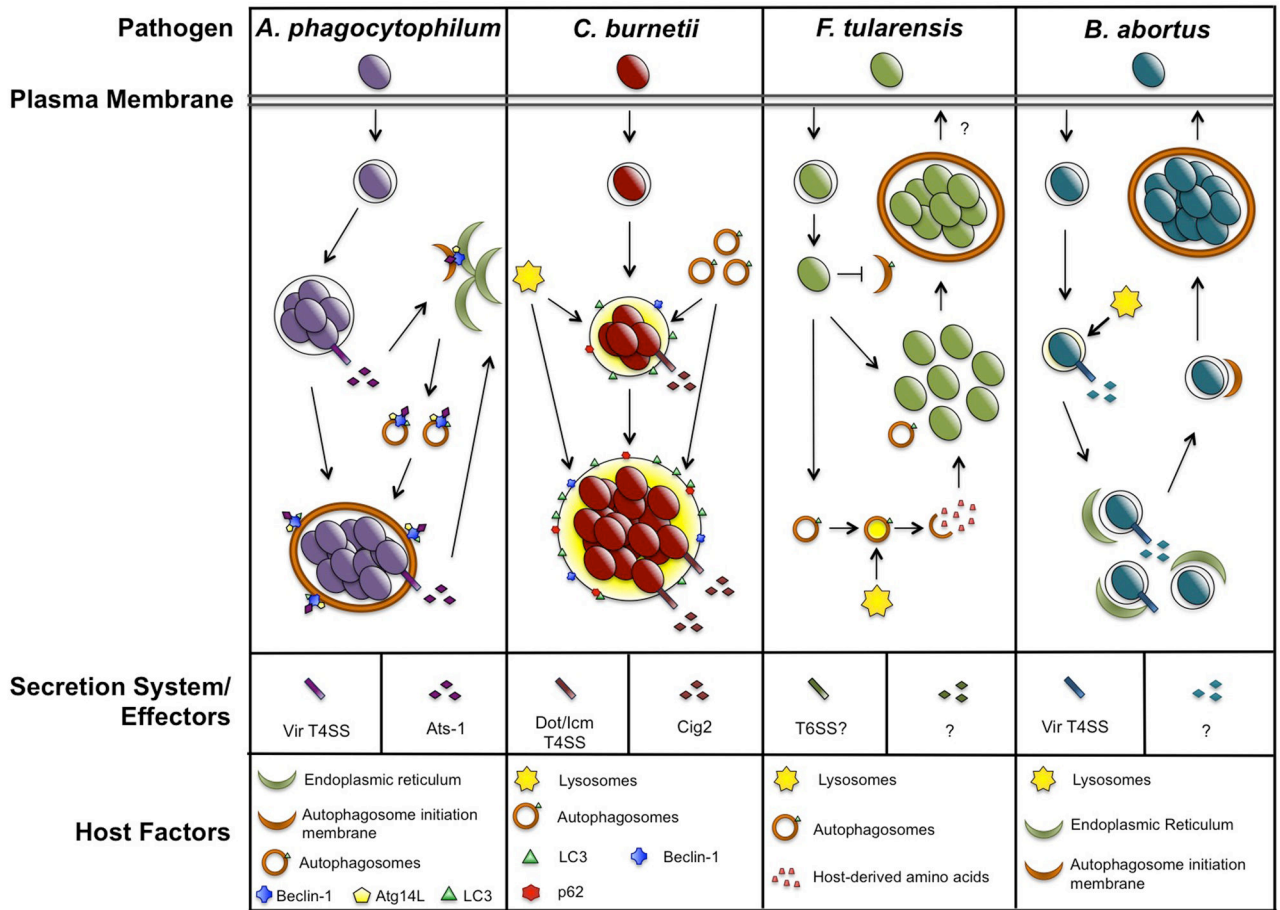 Pathogen
A. phagocytophilum
C. burnetii
F. tularensis
B. abortus
Plasma Membrane
?
Secretion System/
Effectors
Vir T4SS
Ats-1
Dot/Icm
T4SS
Cig2
T6SS?
?
Vir T4SS
?
Host Factors
Endoplasmic reticulum
Autophagosome initiation
membrane
Autophagosomes
Beclin-1
Atg14L
LC3
Lysosomes
Autophagosomes
LC3
Beclin-1
p62
Lysosomes
Autophagosomes
Host-derived amino acids
Lysosomes
Endoplasmic Reticulum
Autophagosome initiation
membrane